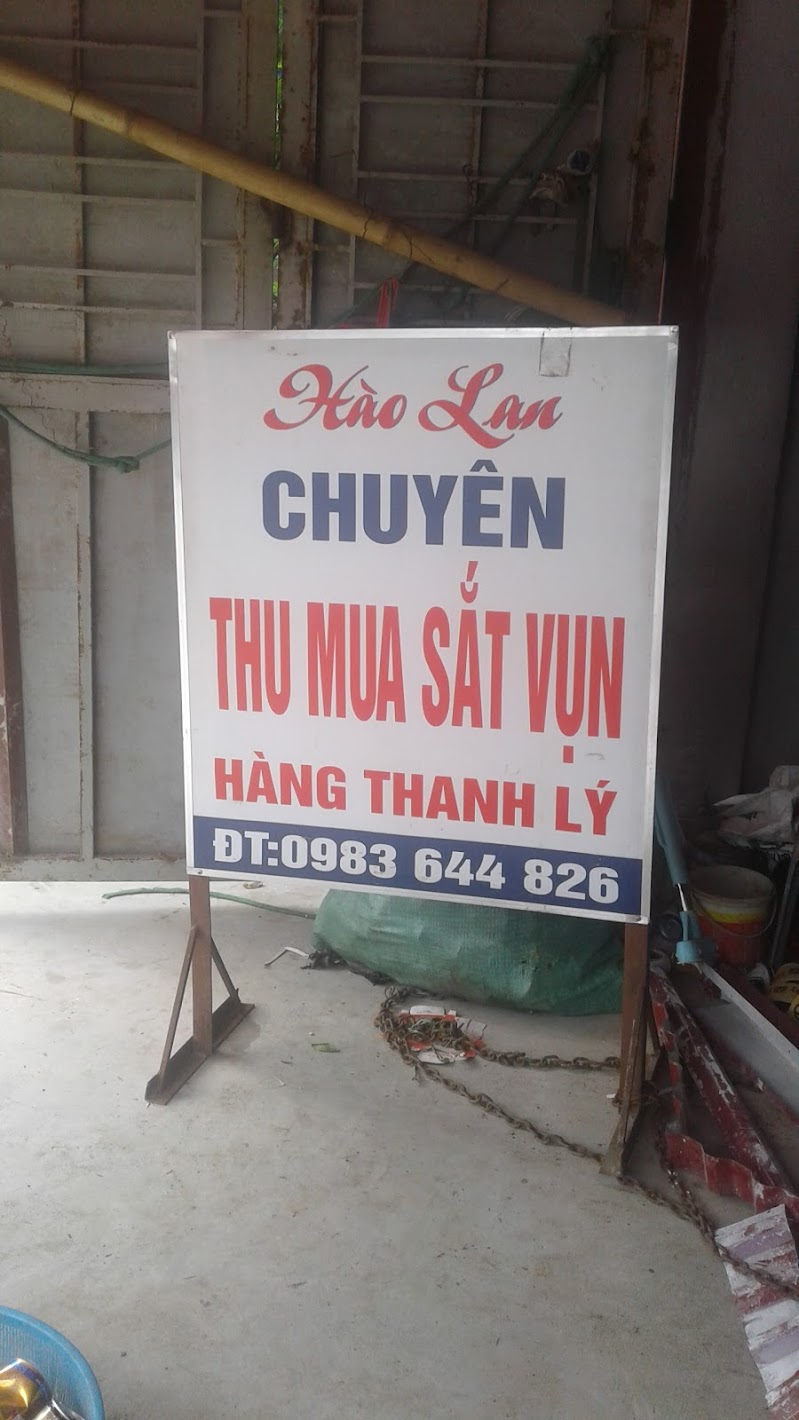 Hào Lan
CHUYÊN
THU MUA SẮT VỤN
HÀNG THANH LÝ
ĐT:0983 644 826